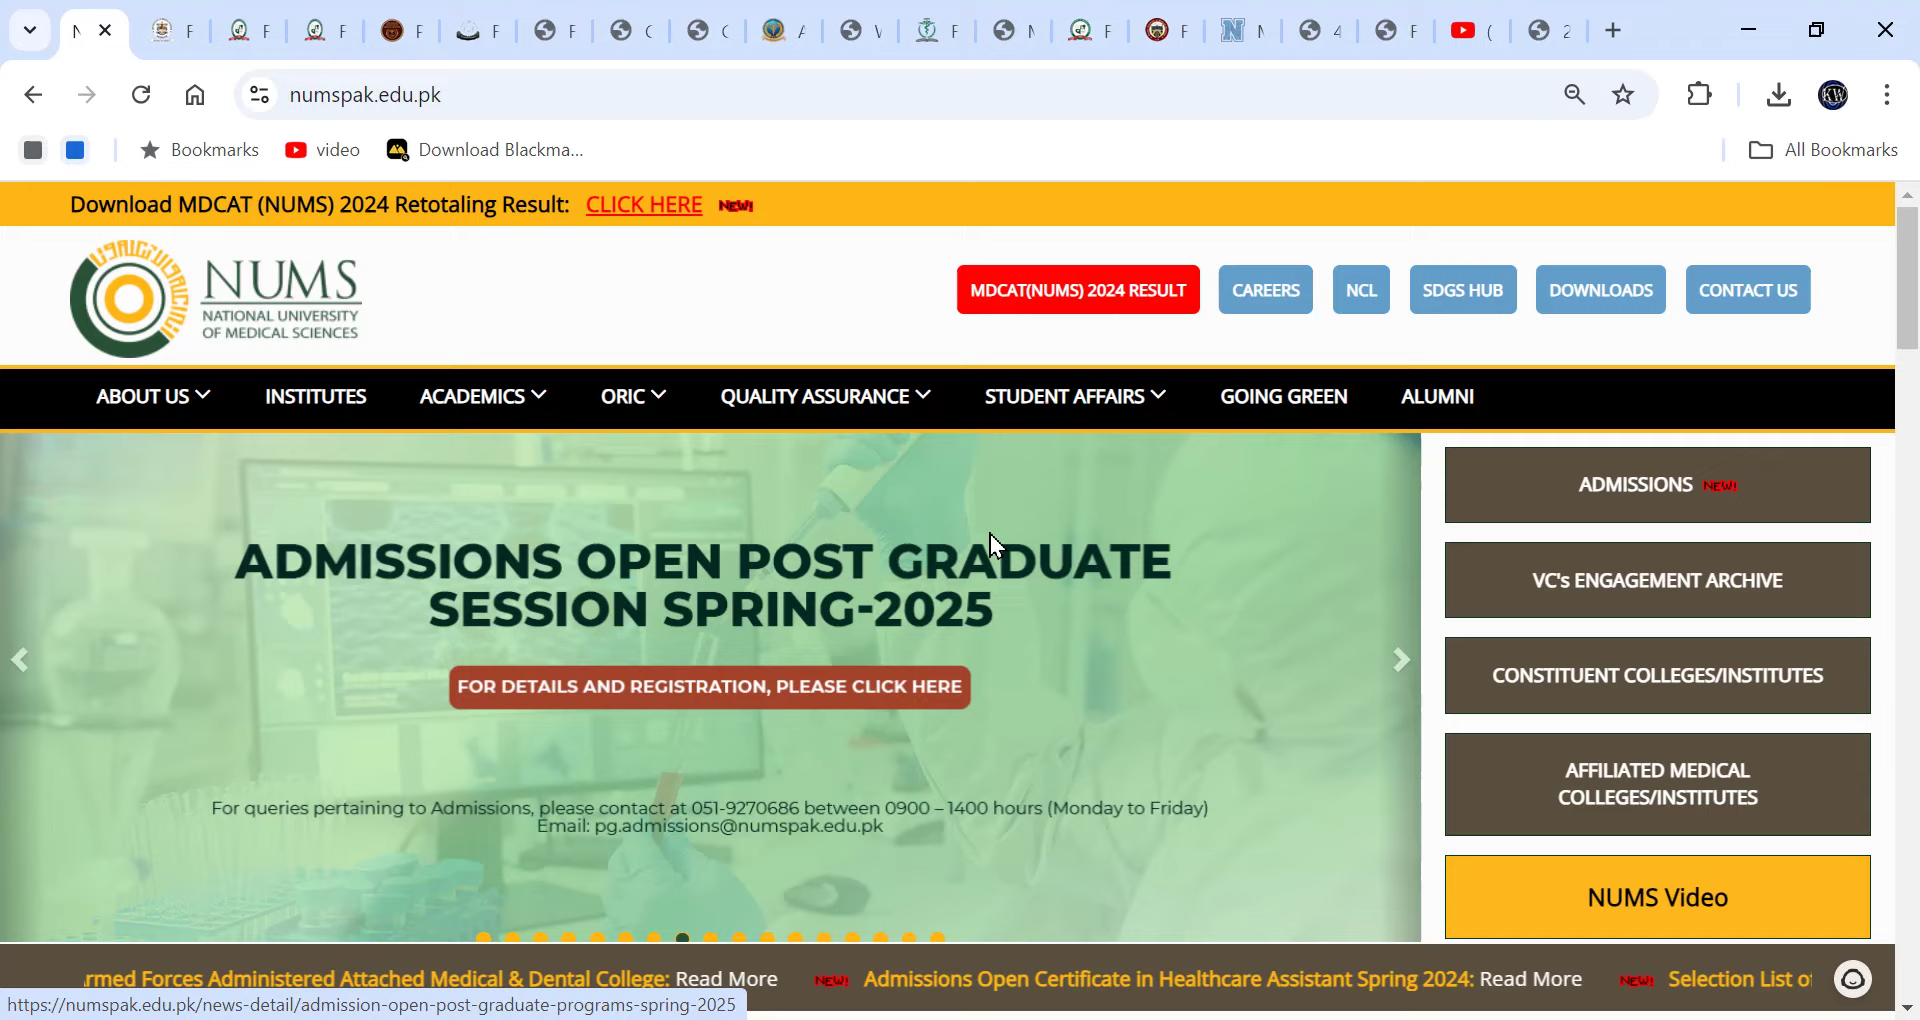 N
F
F
F
F
F
F
C
C
A
V
F
N
F
F
N
4
F
(
2
numspak.edu.pk
KW
Bookmarks
video
Download Blackma...
All Bookmarks
Download MDCAT (NUMS) 2024 Retotaling Result: CLICK HERE NEW!
NUMS
NATIONAL UNIVERSITY
OF MEDICAL SCIENCES
MDCAT(NUMS) 2024 RESULT
CAREERS
NCL
SDGS HUB
DOWNLOADS
CONTACT US
ABOUT US
INSTITUTES
ACADEMICS
ORIC
QUALITY ASSURANCE
STUDENT AFFAIRS
GOING GREEN
ALUMNI
ADMISSIONS OPEN POST GRADUATE
SESSION SPRING-2025
FOR DETAILS AND REGISTRATION, PLEASE CLICK HERE
For queries pertaining to Admissions, please contact at 051-9270686 between 0900 – 1400 hours (Monday to Friday)
Email: pg.admissions@numspak.edu.pk
ADMISSIONS NEW!
VC's ENGAGEMENT ARCHIVE
CONSTITUENT COLLEGES/INSTITUTES
AFFILIATED MEDICAL
COLLEGES/INSTITUTES
NUMS Video
rmed Forces Administered Attached Medical & Dental College: Read More NEW! Admissions Open Certificate in Healthcare Assistant Spring 2024: Read More NEW! Selection List o
https://numspak.edu.pk/news-detail/admission-open-post-graduate-programs-spring-2025